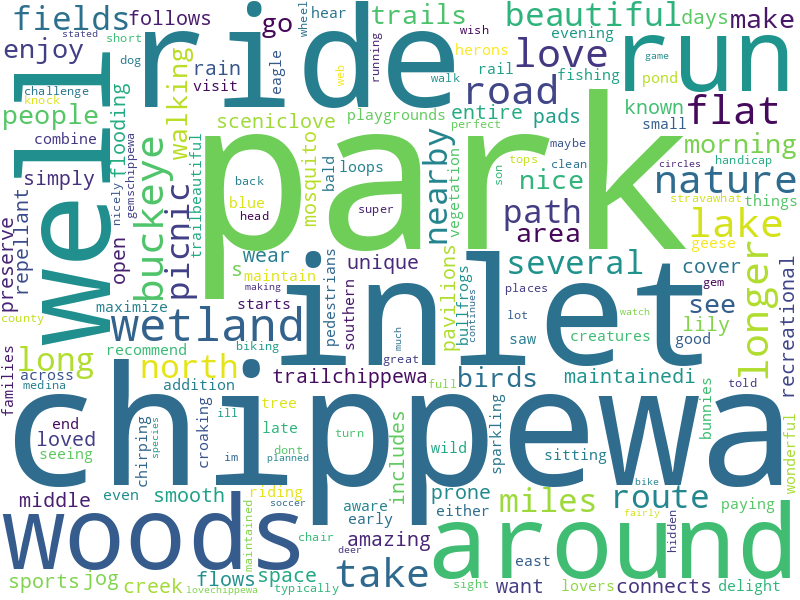 park
chippewa
inlet
ride
well
run
woods
around
wetland
take
road
love
flat
nature
lake
longer
beautiful
path
several
nearby
buckeye
picnic
north
long
miles
route
birds
fields
trails
nice
area
see
morning
make
go
enjoy
people
follows
rain
visit
eagle
hear
wheel
running
walk
wish
herons
rail
evening
fishing
game
pond
days
stated
short
dog
challenge
knock
combine
simply
flooding
walking
sceniclove
playgrounds
perfect
entire
pads
known
small
tops
clean
maybe
circles
handicap
stravawhat
things
geese
cover
gem
good
lily
recreational
preserve
repellant
open
nicely
gemschippewa
trailbeautiful
mosquito
bald
loops
back
blue
head
super
web
vegetation
son
s
wear
maintain
starts
making
unique
southern
pedestrians
pavilions
bullfrogs
continues
places
lot
saw
creatures
watch
county
maximize
recommend
biking
much
great
families
across
medina
addition
trailchippewa
full
maintainedi
told
bunnies
wonderful
end
loved
seeing
chirping
species
croaking
ill
im
tree
late
dont
planned
turn
includes
wild
sparkling
sitting
bike
paying
middle
even
smooth
riding
soccer
maintained
chair
aware
early
amazing
prone
either
fairly
hidden
sports
jog
creek
flows
lovechippewa
space
typically
deer
sight
want
east
lovers
connects
delight